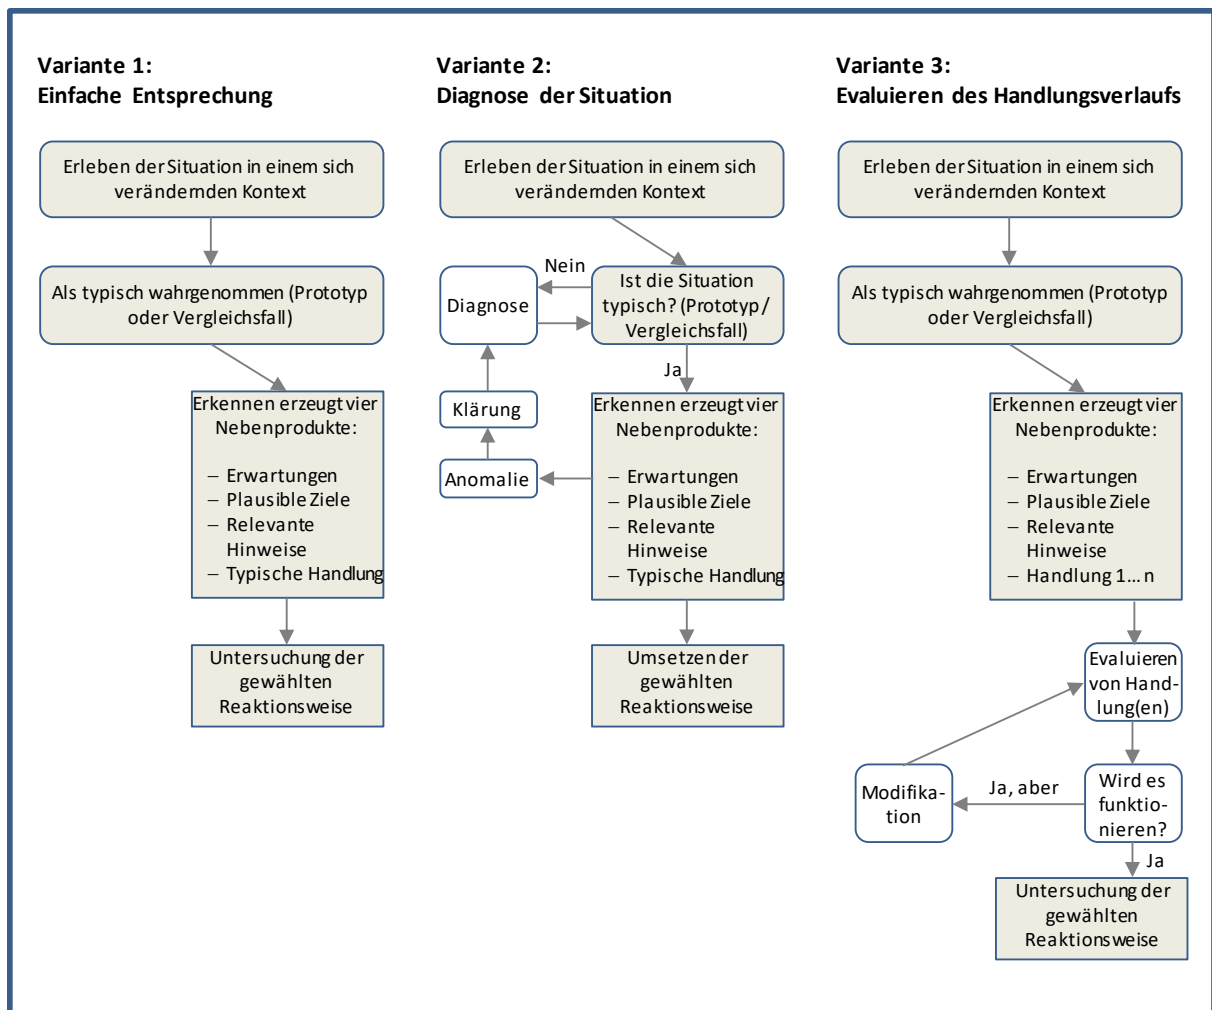 Variante 1:
Einfache Entsprechung
Erleben der Situation in einem sich
verändernden Kontext
Als typisch wahrgenommen (Prototyp
oder Vergleichsfall)
Erkennen erzeugt vier
Nebenprodukte:
– Erwartungen
– Plausible Ziele
– Relevante
Hinweise
– Typische Handlung
Untersuchung der
gewählten
Reaktionsweise
Variante 2:
Diagnose der Situation
Erleben der Situation in einem sich
verändernden Kontext
Nein
Diagnose
Ist die Situation
typisch? (Prototyp/
Vergleichsfall)
Ja
Klärung
Anomalie
Erkennen erzeugt vier
Nebenprodukte:
– Erwartungen
– Plausible Ziele
– Relevante
Hinweise
– Typische Handlung
Umsetzen der
gewählten
Reaktionsweise
Variante 3:
Evaluieren des Handlungsverlaufs
Erleben der Situation in einem sich
verändernden Kontext
Als typisch wahrgenommen (Prototyp
oder Vergleichsfall)
Erkennen erzeugt vier
Nebenprodukte:
– Erwartungen
– Plausible Ziele
– Relevante
Hinweise
– Handlung 1... n
Evaluieren
von Hand-
lung(en)
Modifika-
tion
Ja, aber
Wird es
funktio-
nieren?
Ja
Untersuchung der
gewählten
Reaktionsweise